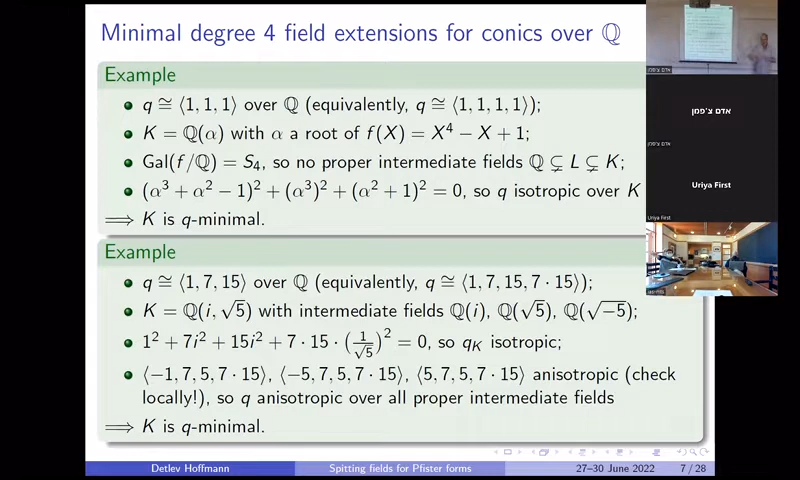 Minimal degree 4 field extensions for conics over ℚ
Example
q ≅ ⟨1, 1, 1⟩ over ℚ (equivalently, q ≅ ⟨1, 1, 1, 1⟩);
K = ℚ(α) with α a root of f(X) = X⁴ − X + 1;
Gal(f/ℚ) = S₄, so no proper intermediate fields ℚ ⊊ L ⊊ K;
(α³ + α² − 1)² + (α³)² + (α² + 1)² = 0, so q isotropic over K
⟹ K is q-minimal.
Example
q ≅ ⟨1, 7, 15⟩ over ℚ (equivalently, q ≅ ⟨1, 7, 15, 7 · 15⟩);
K = ℚ(i, √5) with intermediate fields ℚ(i), ℚ(√5), ℚ(√−5);
1² + 7i² + 15i² + 7 · 15 · (1/√5)² = 0, so q_K isotropic;
⟨−1, 7, 5, 7 · 15⟩, ⟨−5, 7, 5, 7 · 15⟩, ⟨5, 7, 5, 7 · 15⟩ anisotropic (check
locally!), so q anisotropic over all proper intermediate fields
⟹ K is q-minimal.
Detlev Hoffmann
Spitting fields for Pfister forms
27–30 June 2022
7 / 28
אדם צ'פמן
אדם צ'פמן
אדם צ'פמן
Uriya First
Uriya First